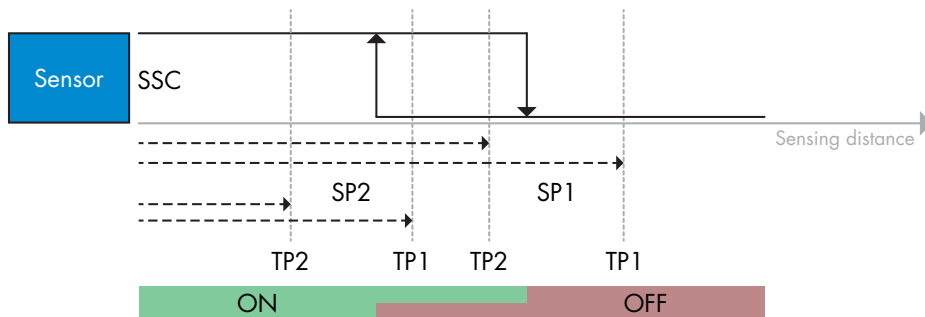 Sensor
SSC
Sensing distance
SP2
SP1
TP2
TP1
TP2
TP1
ON
OFF